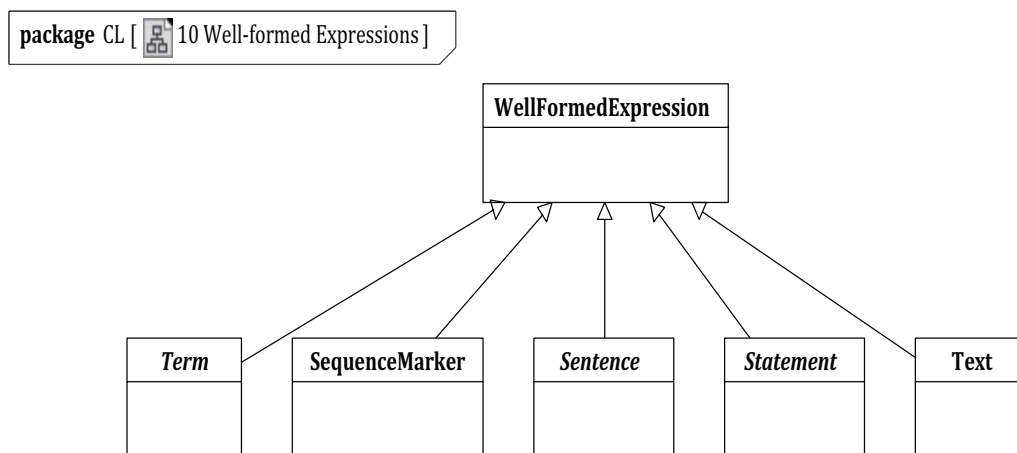 package CL [ 10 Well-formed Expressions ]
WellFormedExpression
Term
SequenceMarker
Sentence
Statement
Text